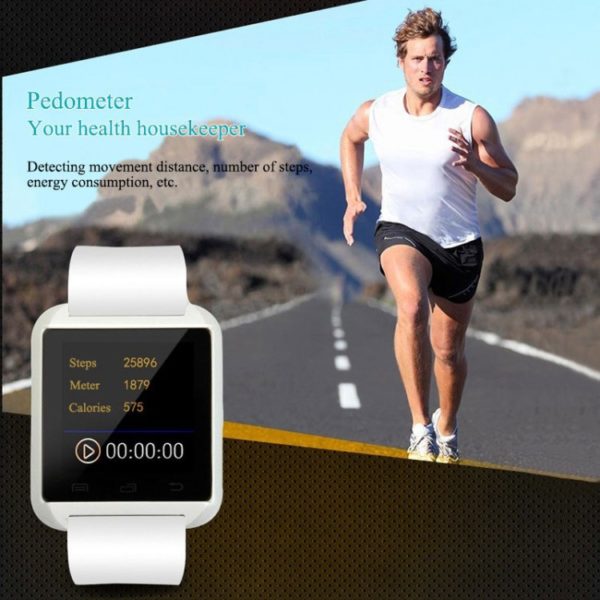 Pedometer
Your health housekeeper
Detecting movement distance, number of steps,
energy consumption, etc.
Steps 25896
Meter 1879
Calories 575
00:00:00